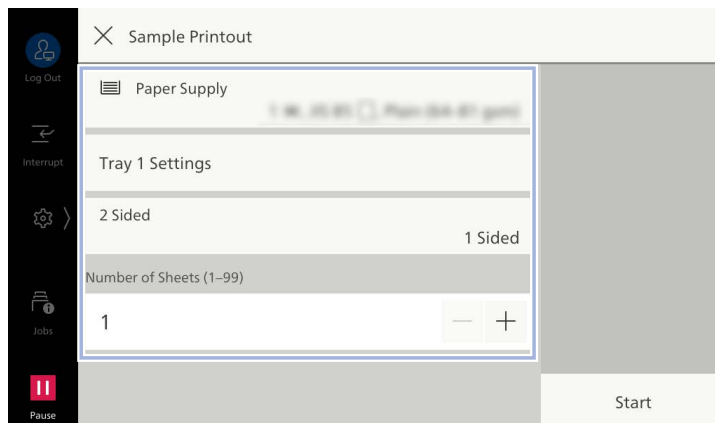 Sample Printout
Log Out
Paper Supply
Interrupt
Tray 1 Settings
2 Sided
1 Sided
Number of Sheets (1–99)
1
Jobs
Pause
Start